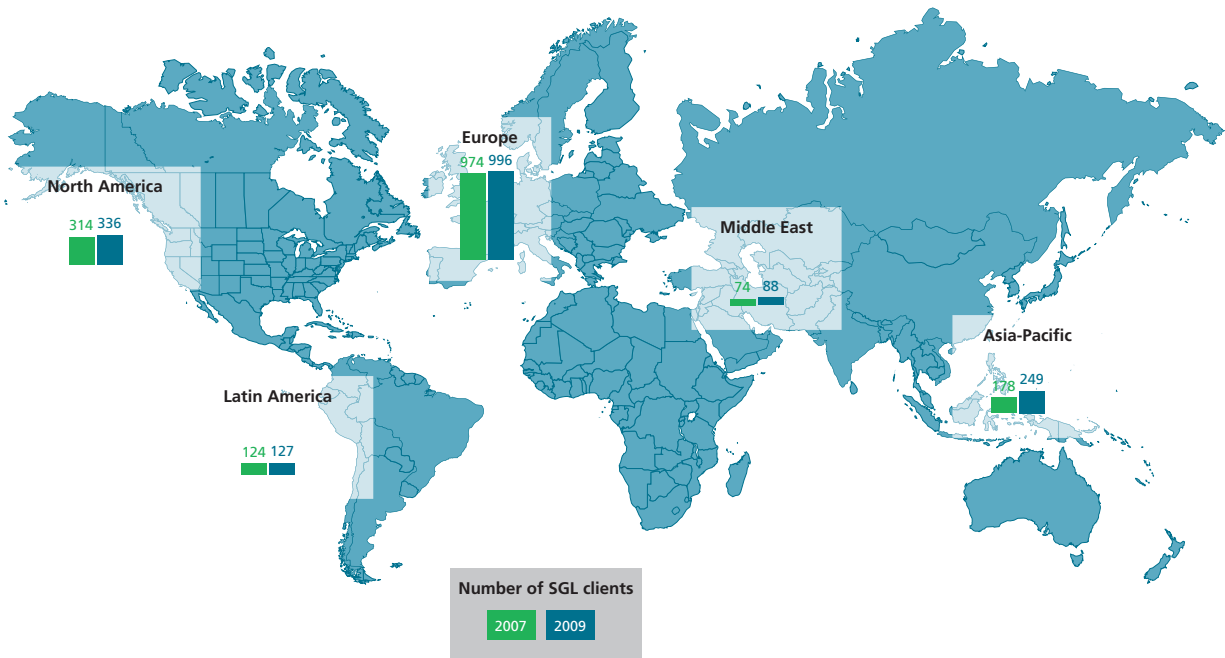 Europe
974 996
North America
314 336
Middle East
74 88
Asia-Pacific
178 249
Latin America
124 127
Number of SGL clients
2007 2009